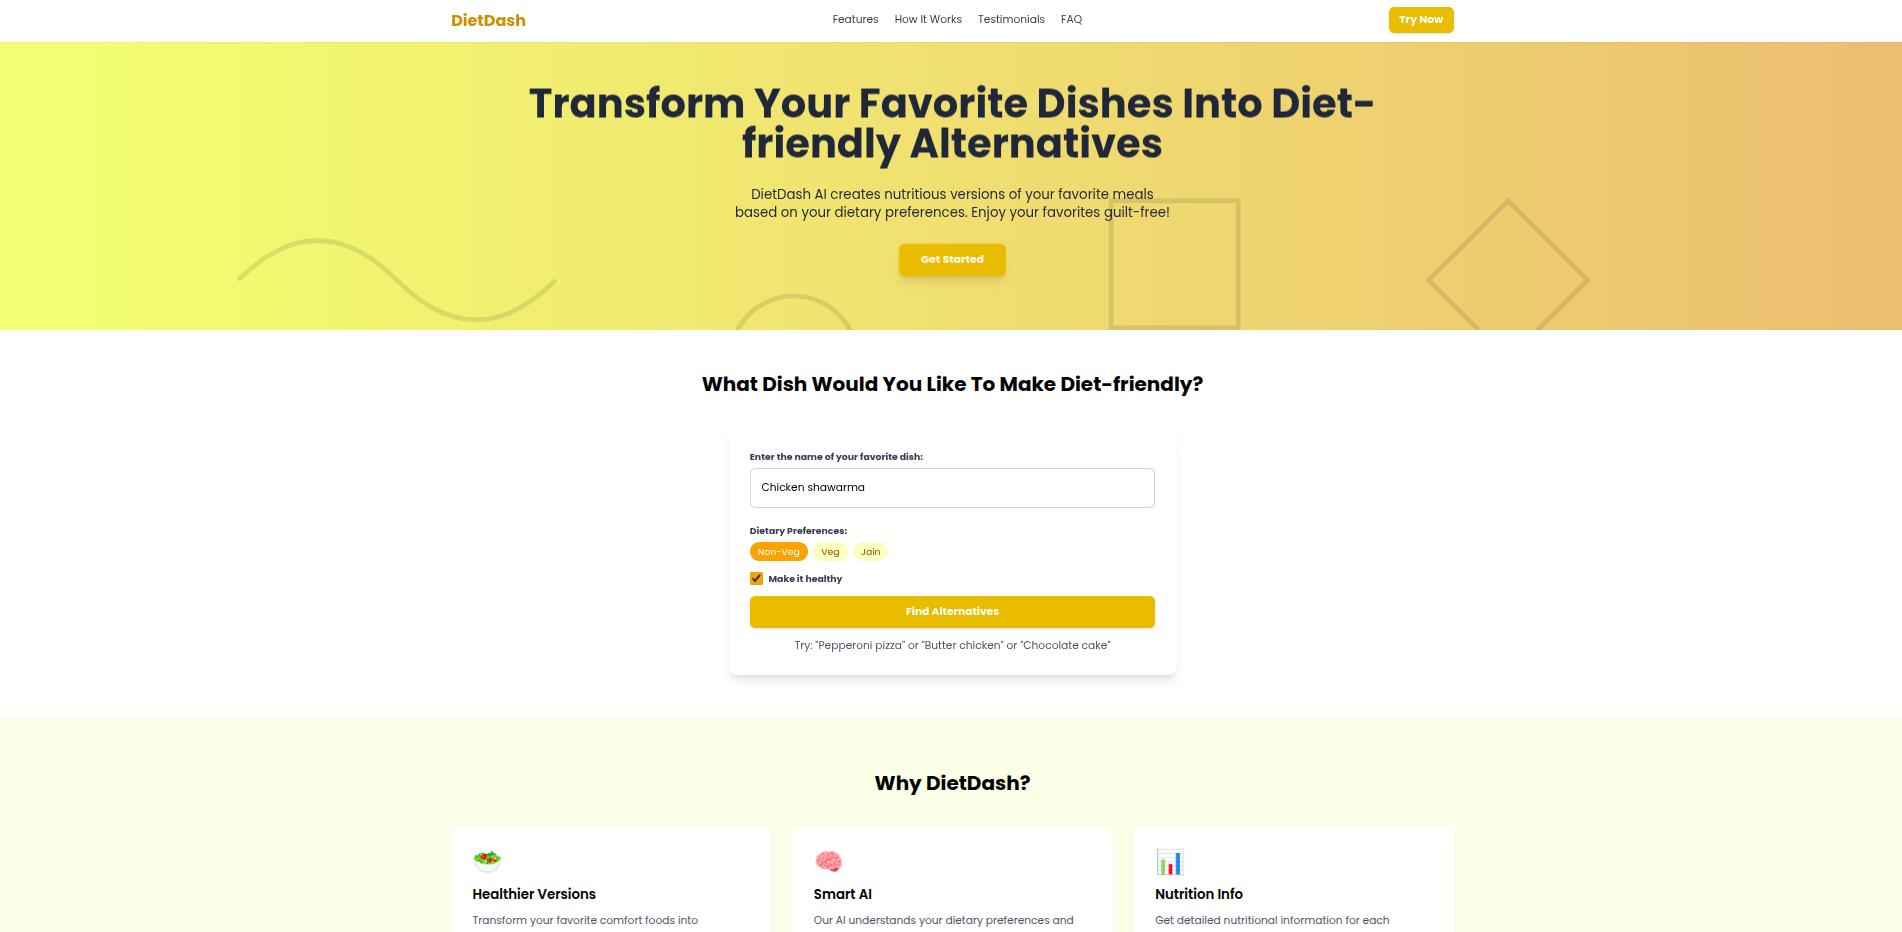 DietDash
Features
How It Works
Testimonials
FAQ
Try Now
Transform Your Favorite Dishes Into Diet-
friendly Alternatives
DietDash AI creates nutritious versions of your favorite meals
based on your dietary preferences. Enjoy your favorites guilt-free!
Get Started
What Dish Would You Like To Make Diet-friendly?
Enter the name of your favorite dish:
Chicken shawarma
Dietary Preferences:
Non-Veg
Veg
Jain
Make it healthy
Find Alternatives
Try: "Pepperoni pizza" or "Butter chicken" or "Chocolate cake"
Why DietDash?
Healthier Versions
Transform your favorite comfort foods into
Smart AI
Our AI understands your dietary preferences and
Nutrition Info
Get detailed nutritional information for each